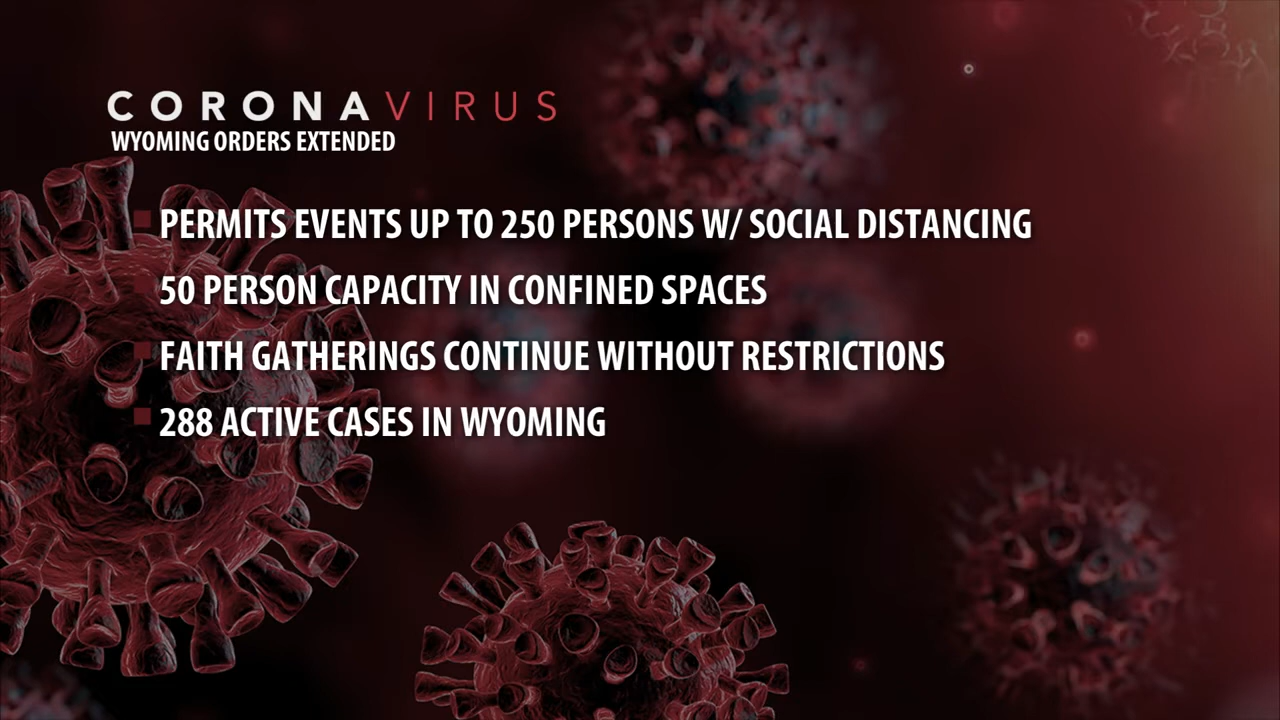 CORONAVIRUS
WYOMING ORDERS EXTENDED
PERMITS EVENTS UP TO 250 PERSONS W/ SOCIAL DISTANCING
50 PERSON CAPACITY IN CONFINED SPACES
FAITH GATHERINGS CONTINUE WITHOUT RESTRICTIONS
288 ACTIVE CASES IN WYOMING